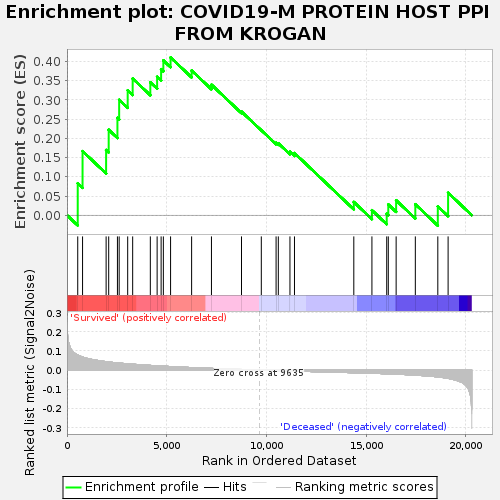 Enrichment plot: COVID19-M PROTEIN HOST PPI
FROM KROGAN
Enrichment score (ES)
0.40
0.35
0.30
0.25
0.20
0.15
0.10
0.05
0.00
Ranked list metric (Signal2Noise)
0.3
0.2
0.1
0.0
-0.1
-0.2
-0.3
'Survived' (positively correlated)
Zero cross at 9635
'Deceased' (negatively correlated)
0
5,000
10,000
15,000
20,000
Rank in Ordered Dataset
Enrichment profile
Hits
Ranking metric scores